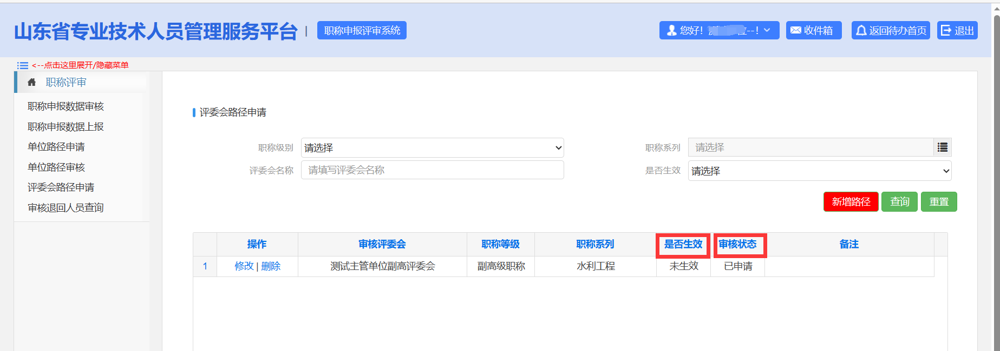 山东省专业技术人员管理服务平台 | 职称申报评审系统
您好! --! 收件箱 返回待办首页 退出
<--点击这里展开/隐藏菜单
职称评审
职称申报数据审核
职称申报数据上报
单位路径申请
单位路径审核
评委会路径申请
审核退回人员查询
评委会路径申请
职称级别 请选择 职称系列 请选择
评委会名称 请填写评委会名称 是否生效 请选择
新增路径 查询 重置
操作 审核评委会 职称等级 职称系列 是否生效 审核状态 备注
1 修改 | 删除 测试主管单位副高评委会 副高级职称 水利工程 未生效 已申请